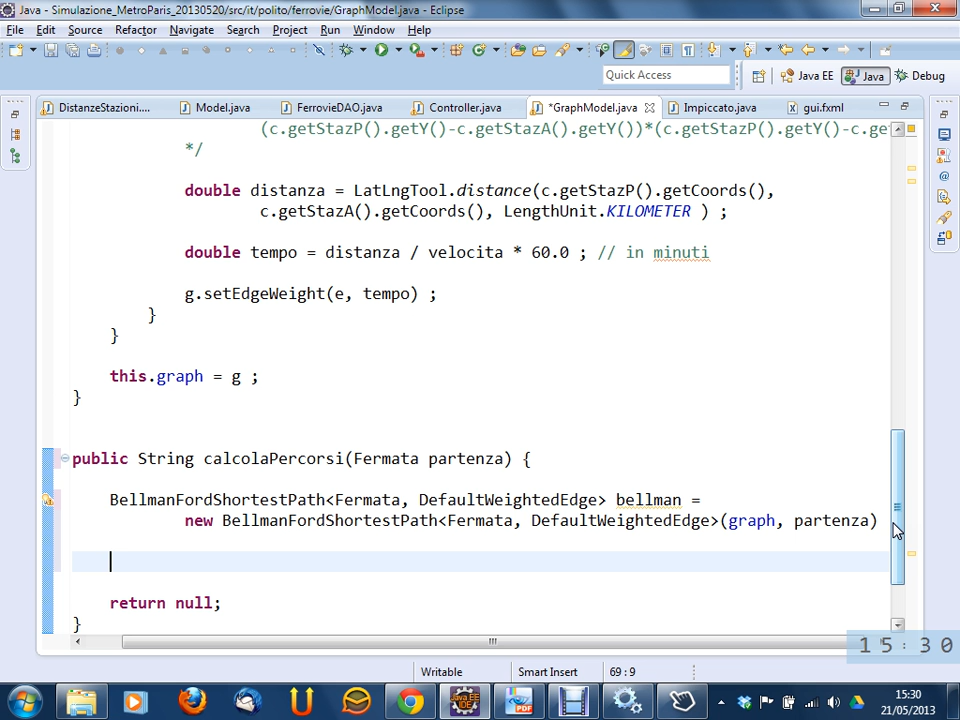 Java - Simulazione_MetroParis_20130520/src/it/polito/ferrovie/GraphModel.java - Eclipse
File Edit Source Refactor Navigate Search Project Run Window Help
Quick Access Java EE Java Debug
DistanzeStazioni.... Model.java FerrovieDAO.java Controller.java *GraphModel.java Impiccato.java gui.fxml
(c.getStazP().getY()-c.getStazA().getY())*(c.getStazP().getY()-c.get
*/
double distanza = LatLngTool.distance(c.getStazP().getCoords(),
c.getStazA().getCoords(), LengthUnit.KILOMETER ) ;
double tempo = distanza / velocita * 60.0 ; // in minuti
g.setEdgeWeight(e, tempo) ;
}
}
this.graph = g ;
}
public String calcolaPercorsi(Fermata partenza) {
BellmanFordShortestPath<Fermata, DefaultWeightedEdge> bellman =
new BellmanFordShortestPath<Fermata, DefaultWeightedEdge>(graph, partenza)
return null;
}
15:30
Writable Smart Insert 69 : 9
15:30
21/05/2013